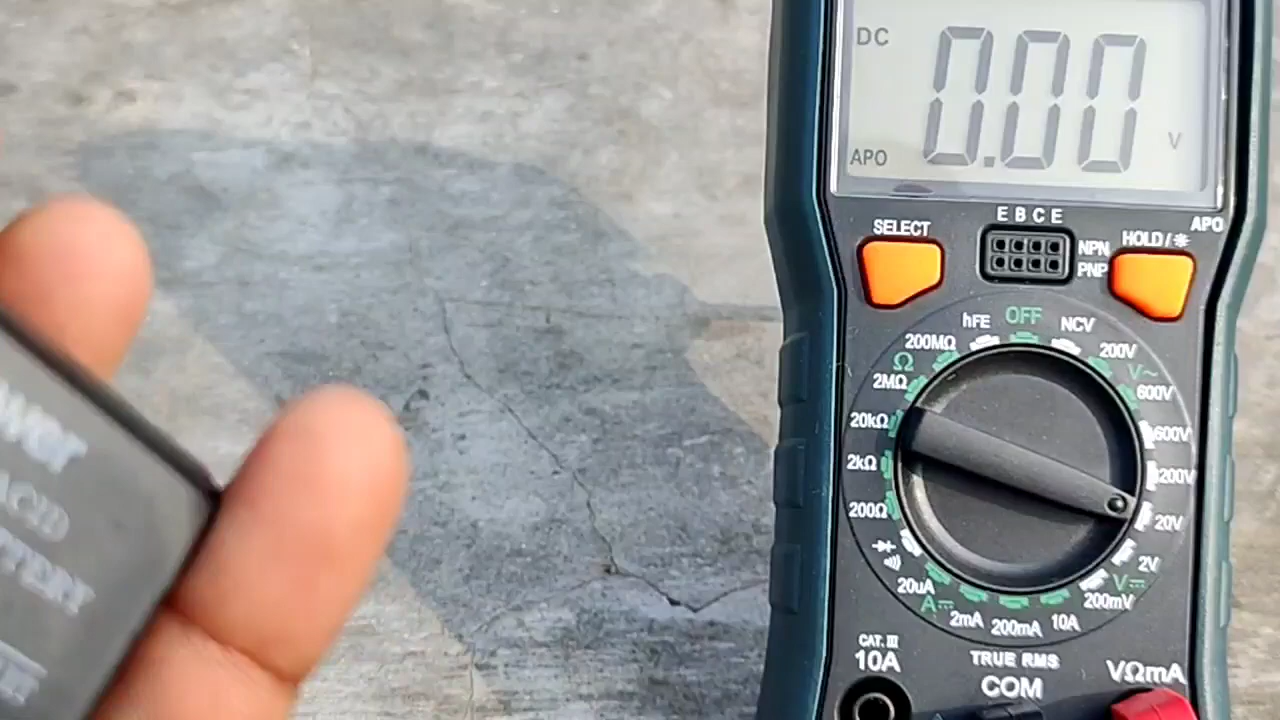 DC
0.00
V
APO
E B C E
APO
SELECT
NPN
PNP
HOLD / ☀
hFE
OFF
NCV
200MΩ
200V
Ω
V~
2MΩ
600V
20kΩ
600V
2kΩ
200V
200Ω
20V
2V
20uA
V⎓
A⎓
200mV
2mA
200mA
10A
CAT. III
10A
TRUE RMS
COM
VΩmA